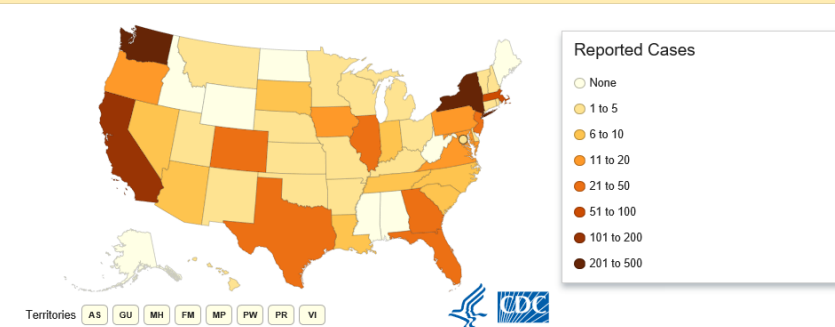 Reported Cases
None
1 to 5
6 to 10
11 to 20
21 to 50
51 to 100
101 to 200
201 to 500
Territories AS GU MH FM MP PW PR VI
CDC